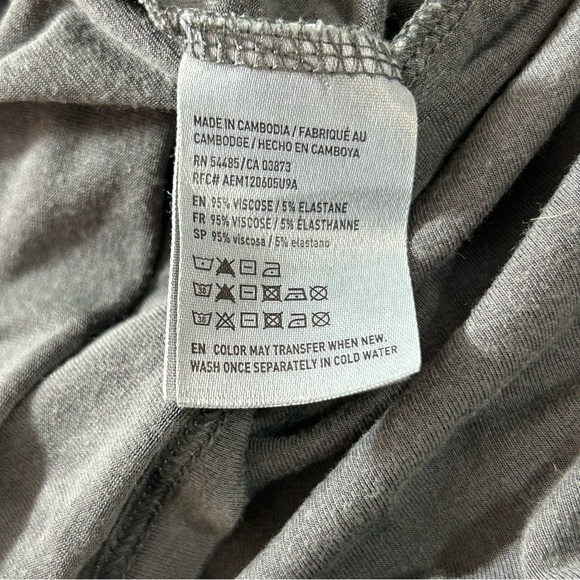 MADE IN CAMBODIA / FABRIQUÉ AU
CAMBODGE / HECHO EN CAMBOYA
RN 54485 / CA 03873
RFC# AEM120605U9A
EN 95% VISCOSE / 5% ELASTANE
FR 95% VISCOSE / 5% ÉLASTHANNE
SP 95% viscosa / 5% elastano
30
30
EN COLOR MAY TRANSFER WHEN NEW.
WASH ONCE SEPARATELY IN COLD WATER